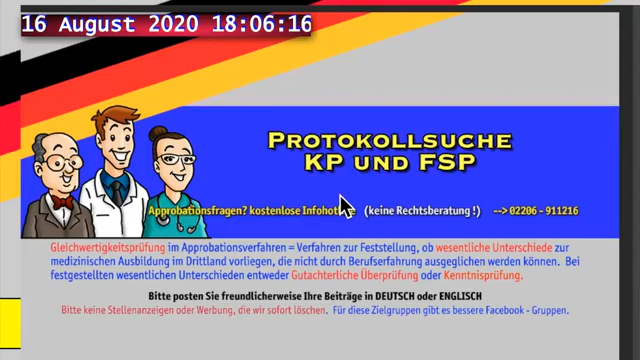 16 August 2020 18:06:16
PROTOKOLLSUCHE
KP UND FSP
Approbationsfragen? kostenlose (keine Rechtsberatung !) --> 02206 - 911216
Gleichwertigkeitsprüfung im Approbationsverfahren = Verfahren zur Feststellung, ob wesentliche Unterschiede zur
medizinischen Ausbildung im Drittland vorliegen, die nicht durch Berufserfahrung ausgeglichen werden können. Bei
festgestellten wesentlichen Unterschieden entweder Gutachterliche Überprüfung oder Kenntnisprüfung.
Bitte posten Sie freundlicherweise Ihre Beiträge in DEUTSCH oder ENGLISCH
Bitte keine Stellenanzeigen oder Werbung, die wir sofort löschen. Für diese Zielgruppen gibt es bessere Facebook - Gruppen.